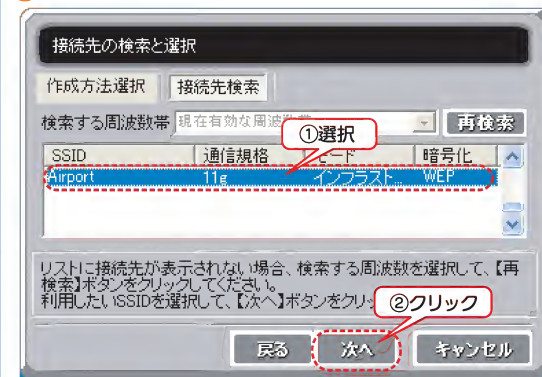 接続先の検索と選択
作成方法選択 接続先検索
検索する周波数帯 現在有効な周波 再検索
①選択
SSID 通信規格 モード 暗号化
Airport 11g インフラスト... WEP
リストに接続先が表示されない場合、検索する周波数を選択して、【再
検索】ボタンをクリックしてください。
利用したいSSIDを選択して、【次へ】ボタンをクリッ
②クリック
戻る 次へ キャンセル